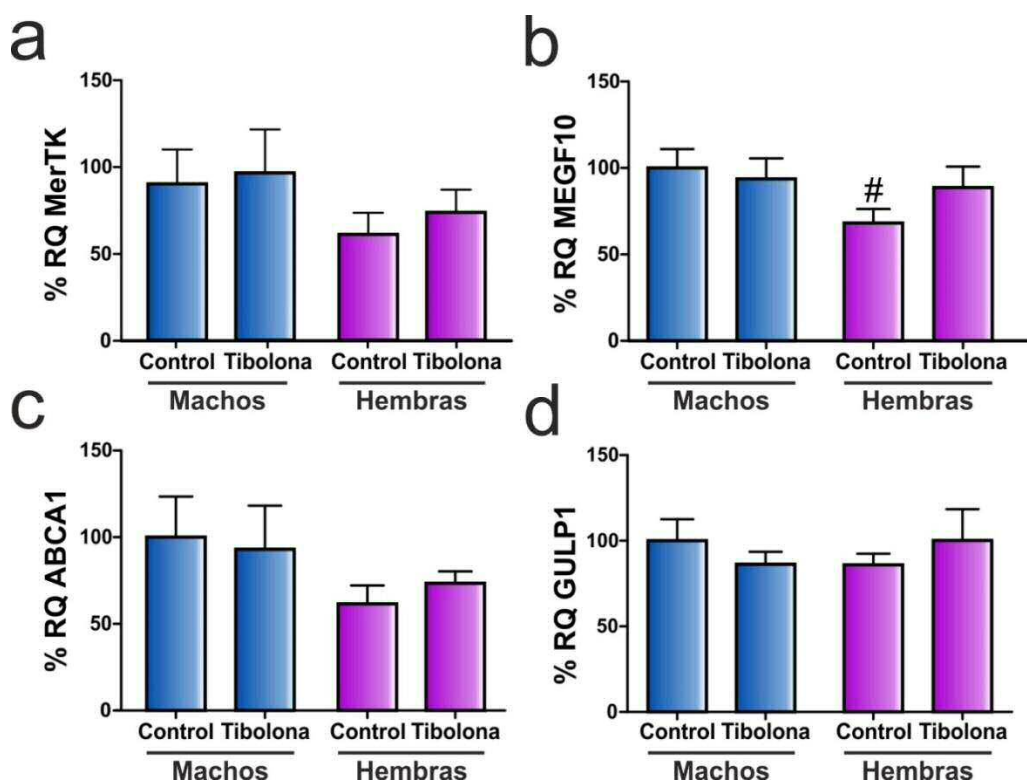 a
% RQ MerTK
150
100
50
0
Control Tibolona Control Tibolona
Machos Hembras
b
% RQ MEGF10
150
100
50
0
#
Control Tibolona Control Tibolona
Machos Hembras
c
% RQ ABCA1
150
100
50
0
Control Tibolona Control Tibolona
Machos Hembras
d
% RQ GULP1
150
100
50
0
Control Tibolona Control Tibolona
Machos Hembras